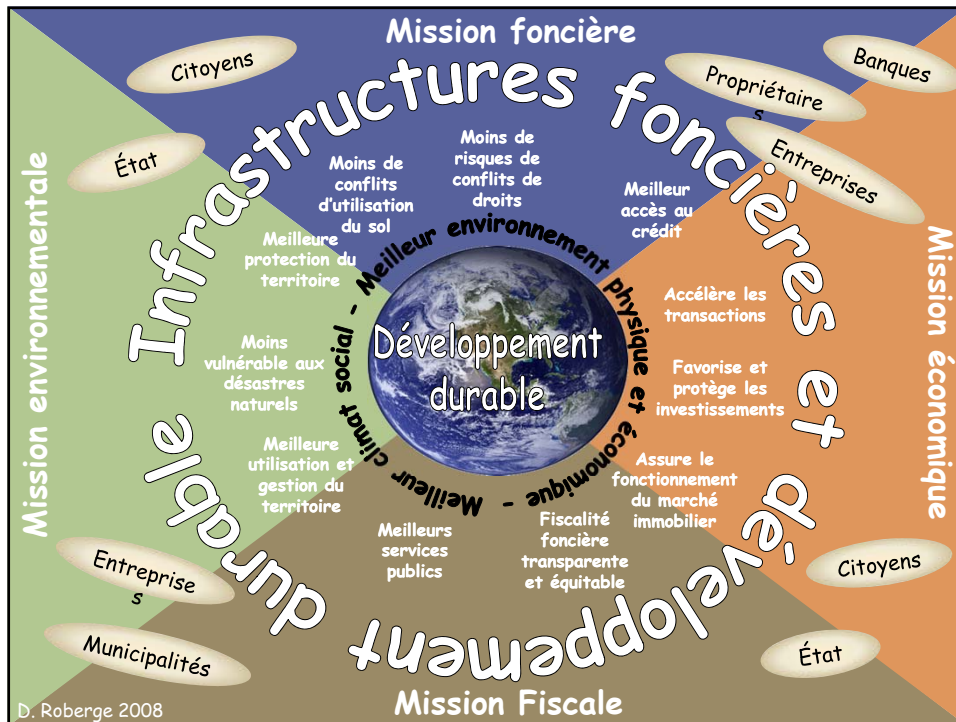 Mission foncière
Citoyens
Banques
Propriétaire
s
Entreprises
État
Infrastructures foncières et développement durable
Moins de
conflits
d'utilisation
du sol
Moins de
risques de
conflits de
droits
Meilleur
accès au
crédit
Mission environnementale
Meilleure
protection du
territoire
Moins
vulnérable aux
désastres
naturels
Meilleure
utilisation et
gestion du
territoire
Meilleur climat social - Meilleur environnement physique et économique -
Développement
durable
Mission économique
Accélère les
transactions
Favorise et
protège les
investissements
Assure le
fonctionnement
du marché
immobilier
Meilleurs
services
publics
Fiscalité
foncière
transparente
et équitable
Entreprise
s
Municipalités
Citoyens
État
Mission Fiscale
D. Roberge 2008